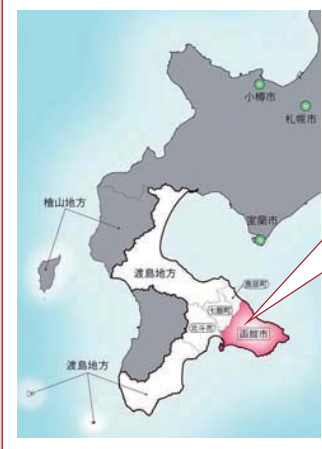 小樽市
札幌市
室蘭市
檜山地方
渡島地方
鹿部町
七飯町
北斗市
函館市
渡島地方